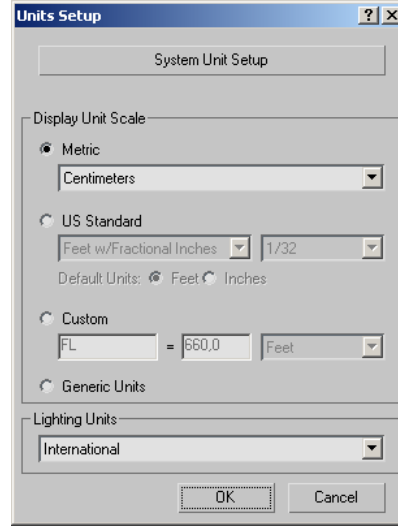 Units Setup
System Unit Setup
Display Unit Scale
Metric
Centimeters
US Standard
Feet w/Fractional Inches 1/32
Default Units: Feet Inches
Custom
FL = 660,0 Feet
Generic Units
Lighting Units
International
OK Cancel